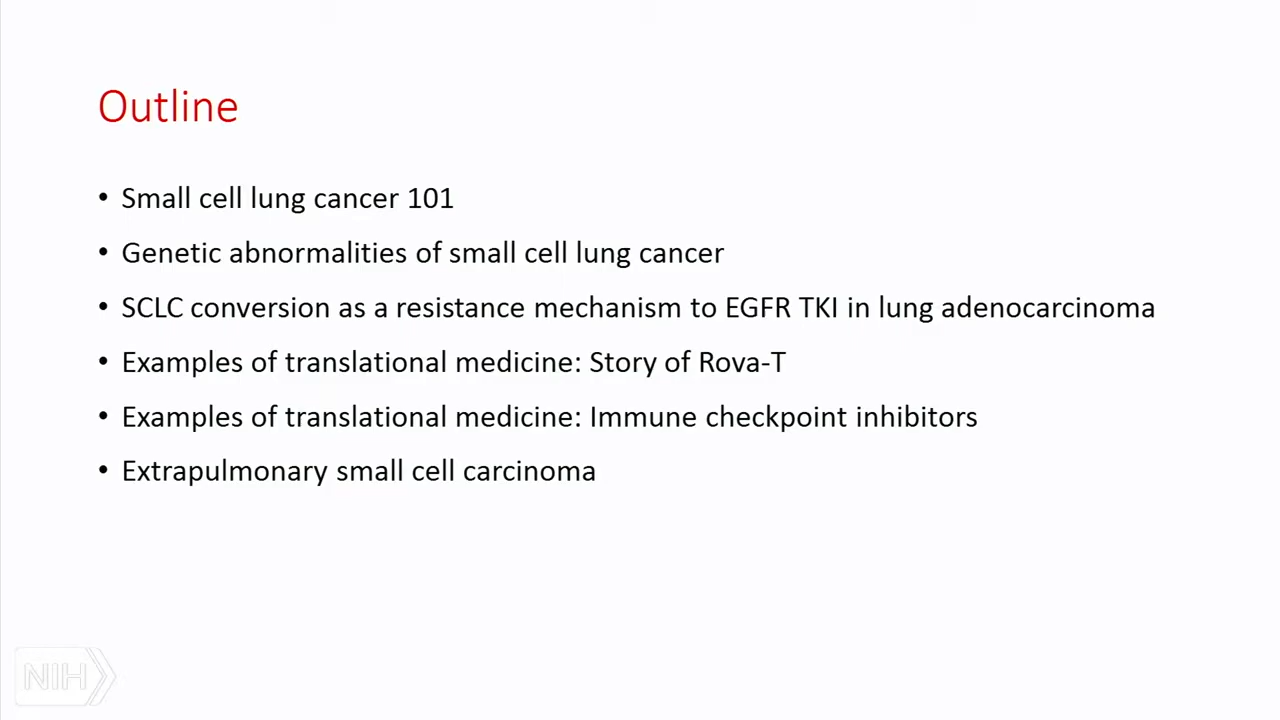 Outline
• Small cell lung cancer 101
• Genetic abnormalities of small cell lung cancer
• SCLC conversion as a resistance mechanism to EGFR TKI in lung adenocarcinoma
• Examples of translational medicine: Story of Rova-T
• Examples of translational medicine: Immune checkpoint inhibitors
• Extrapulmonary small cell carcinoma
NIH